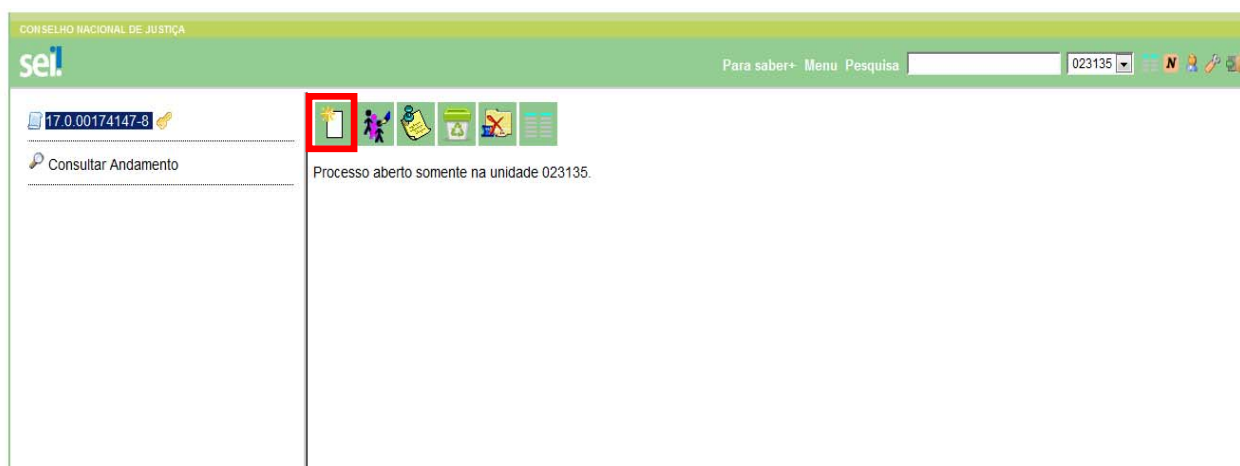 CONSELHO NACIONAL DE JUSTIÇA
sei!
Para saber+ Menu Pesquisa 023135 N
17.0.00174147-8
Consultar Andamento
Processo aberto somente na unidade 023135.